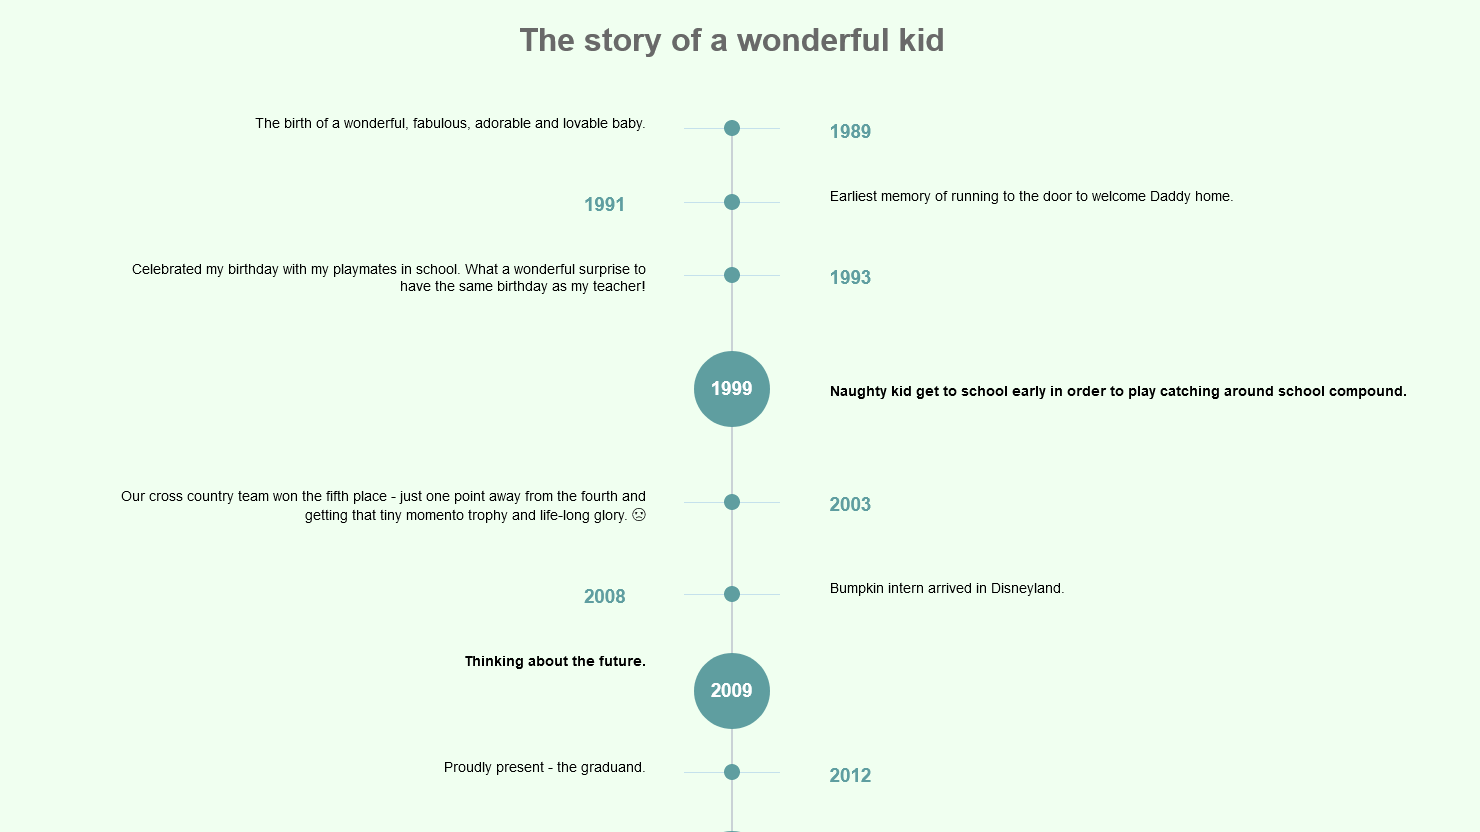 The story of a wonderful kid
The birth of a wonderful, fabulous, adorable and lovable baby.
1989
1991
Earliest memory of running to the door to welcome Daddy home.
Celebrated my birthday with my playmates in school. What a wonderful surprise to
have the same birthday as my teacher!
1993
1999
Naughty kid get to school early in order to play catching around school compound.
Our cross country team won the fifth place - just one point away from the fourth and
getting that tiny momento trophy and life-long glory. 😞
2003
2008
Bumpkin intern arrived in Disneyland.
Thinking about the future.
2009
Proudly present - the graduand.
2012